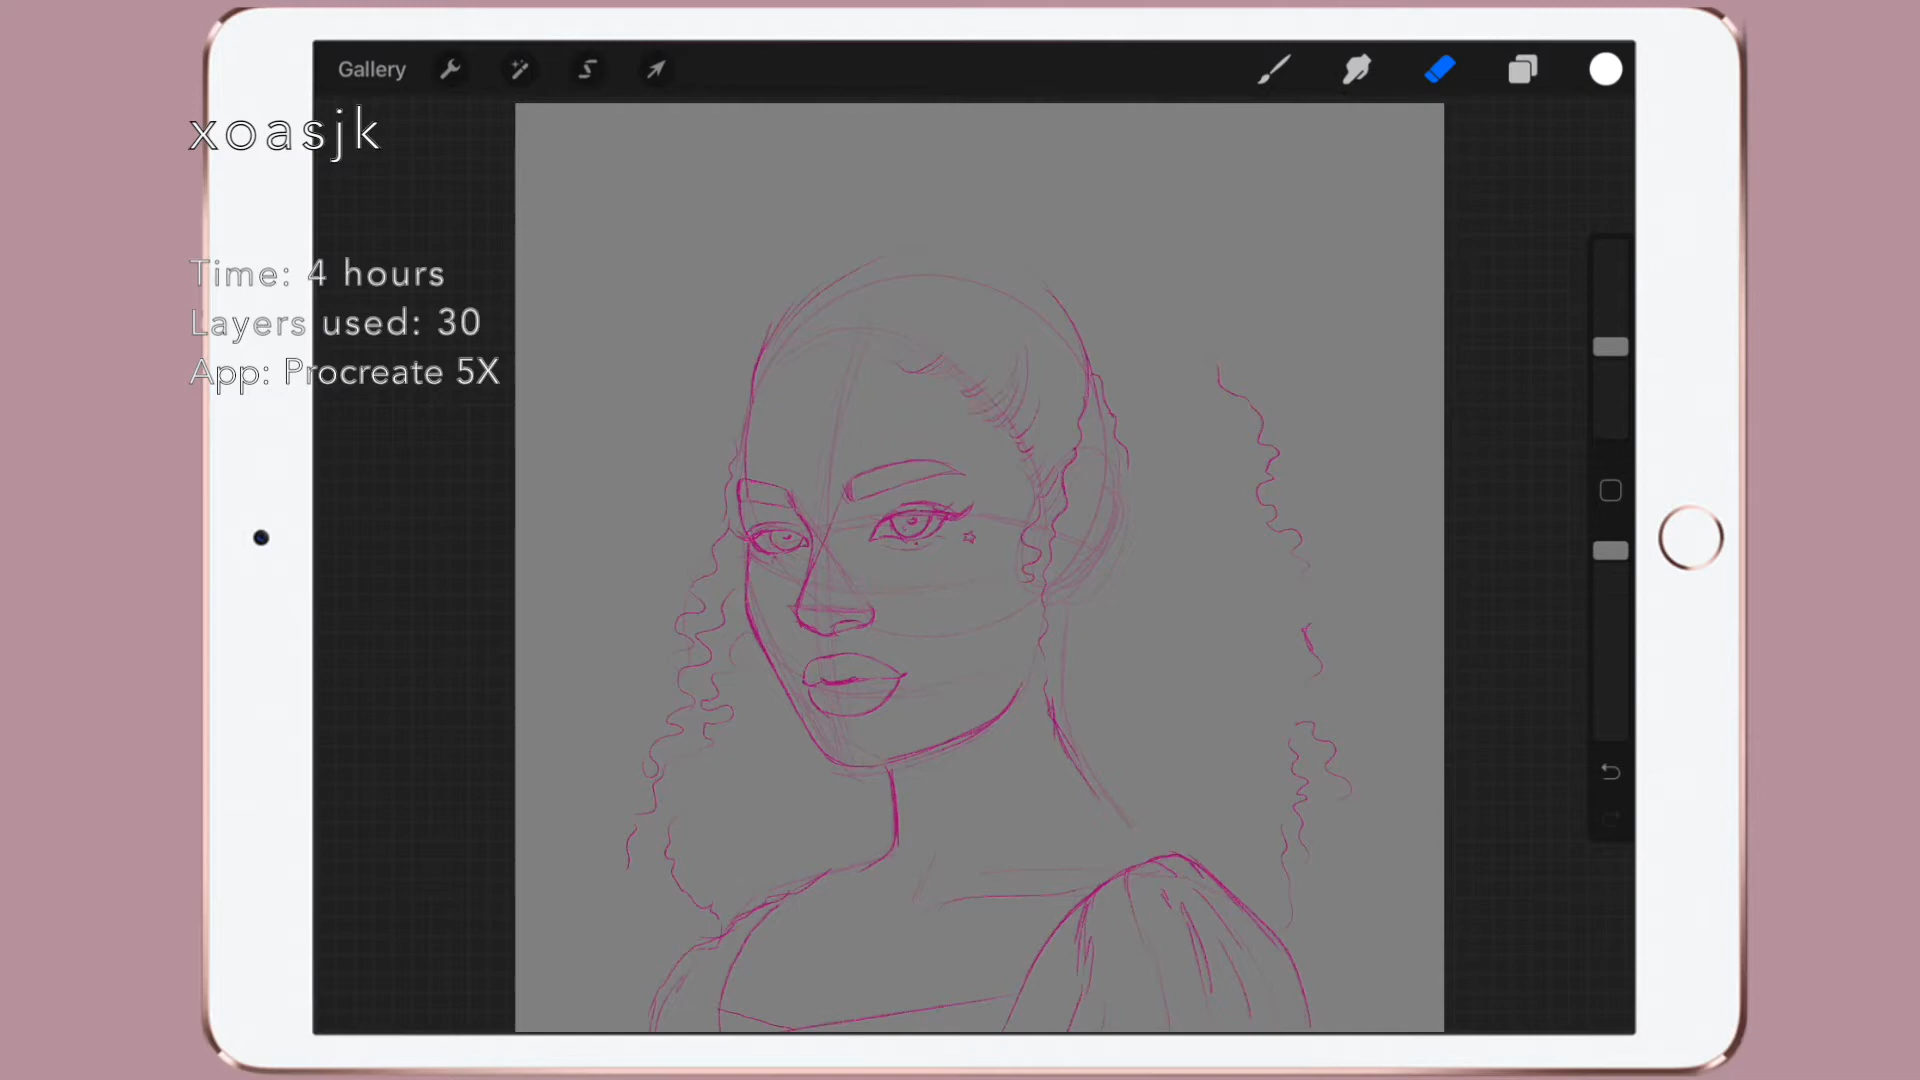 Gallery
xoasjk
Time: 4 hours
Layers used: 30
App: Procreate 5X